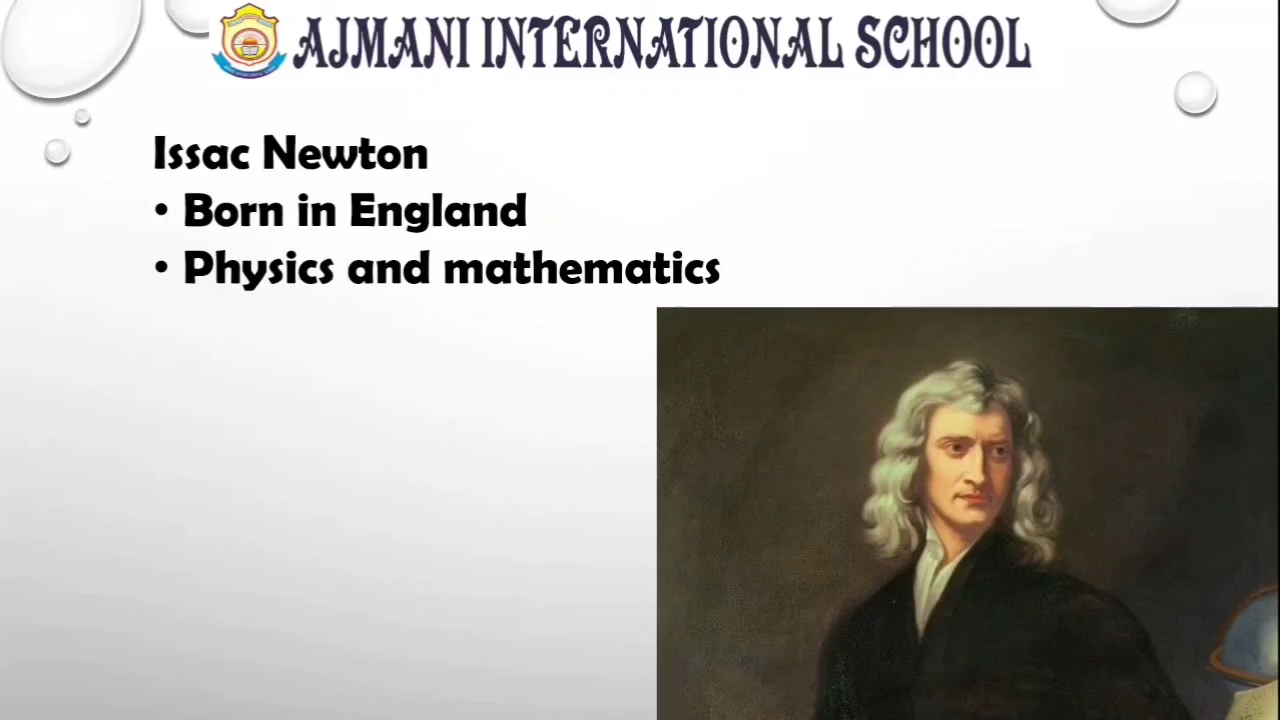 AJMANI INTERNATIONAL SCHOOL
Issac Newton
• Born in England
• Physics and mathematics